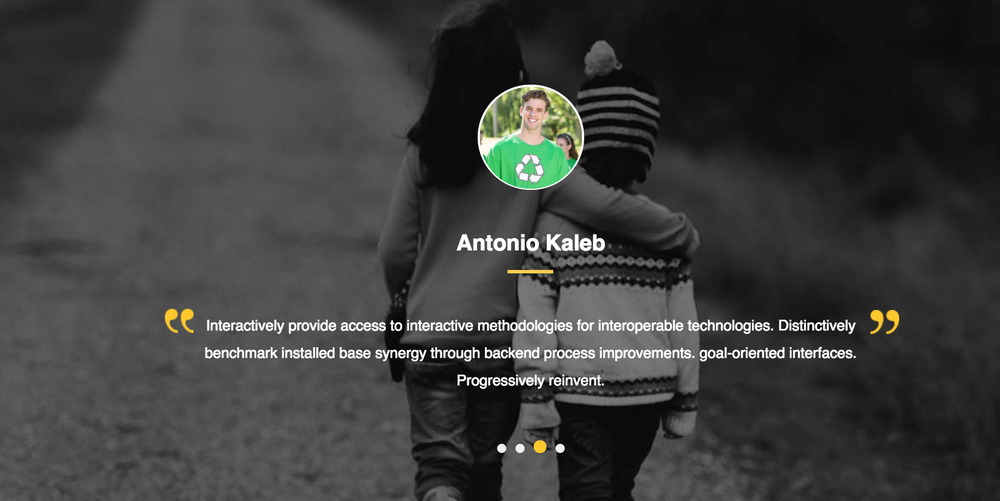 Antonio Kaleb
“ Interactively provide access to interactive methodologies for interoperable technologies. Distinctively ”
benchmark installed base synergy through backend process improvements. goal-oriented interfaces.
Progressively reinvent.